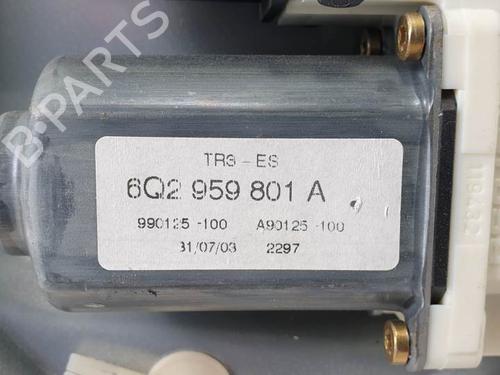 B-PARTS
TR3-ES
6Q2 959 801 A
990125-100 A90125-100
31/07/03 2297